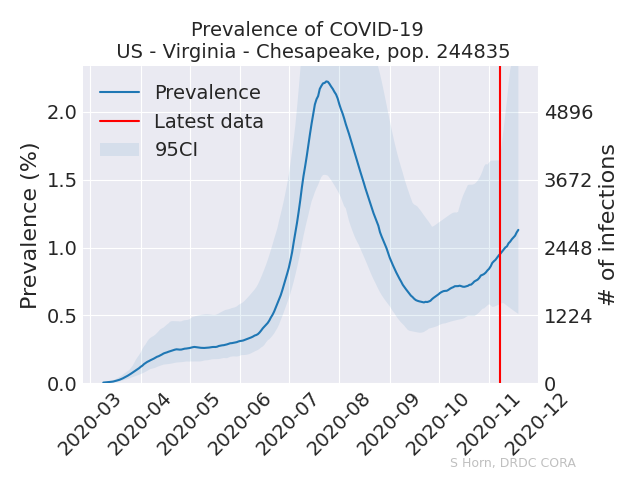 Prevalence of COVID-19
US - Virginia - Chesapeake, pop. 244835
Prevalence
Latest data
95CI
Prevalence (%)
2.0
1.5
1.0
0.5
0.0
# of infections
4896
3672
2448
1224
0
2020-03
2020-04
2020-05
2020-06
2020-07
2020-08
2020-09
2020-10
2020-11
2020-12
S Horn, DRDC CORA